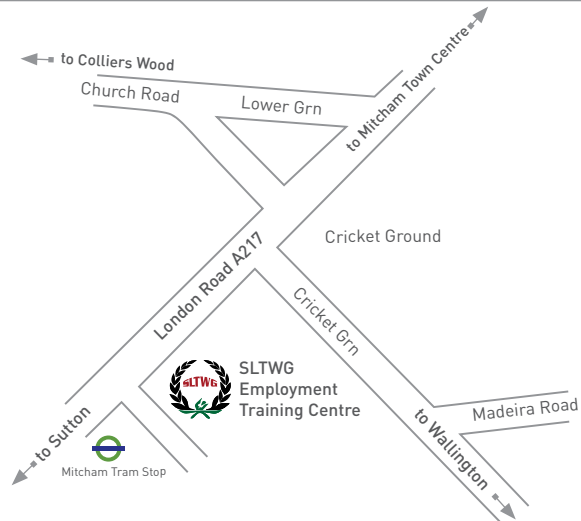 to Colliers Wood
Church Road
Lower Grn
to Mitcham Town Centre
Cricket Ground
London Road A217
Cricket Grn
SLTWG
SLTWG
Employment
Training Centre
Madeira Road
to Wallington
to Sutton
Mitcham Tram Stop